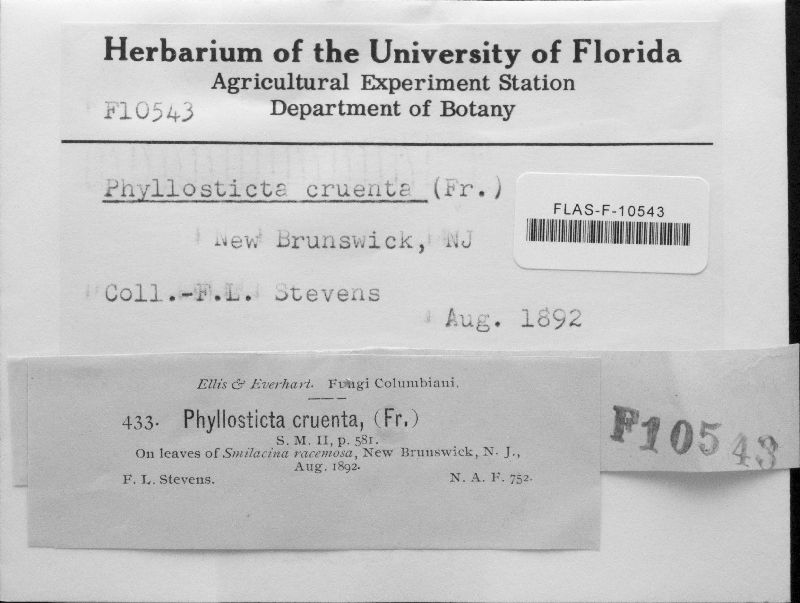 Herbarium of the University of Florida
Agricultural Experiment Station
Department of Botany
F10543
Phyllosticta cruenta (Fr.)
FLAS-F-10543
New Brunswick, NJ
Coll.-F.L. Stevens
Aug. 1892
Ellis & Everhart. Fungi Columbiani.
433. Phyllosticta cruenta, (Fr.)
S. M. II, p. 581.
On leaves of Smilacina racemosa, New Brunswick, N. J.,
Aug. 1892.
F. L. Stevens. N. A. F. 752.
F10543